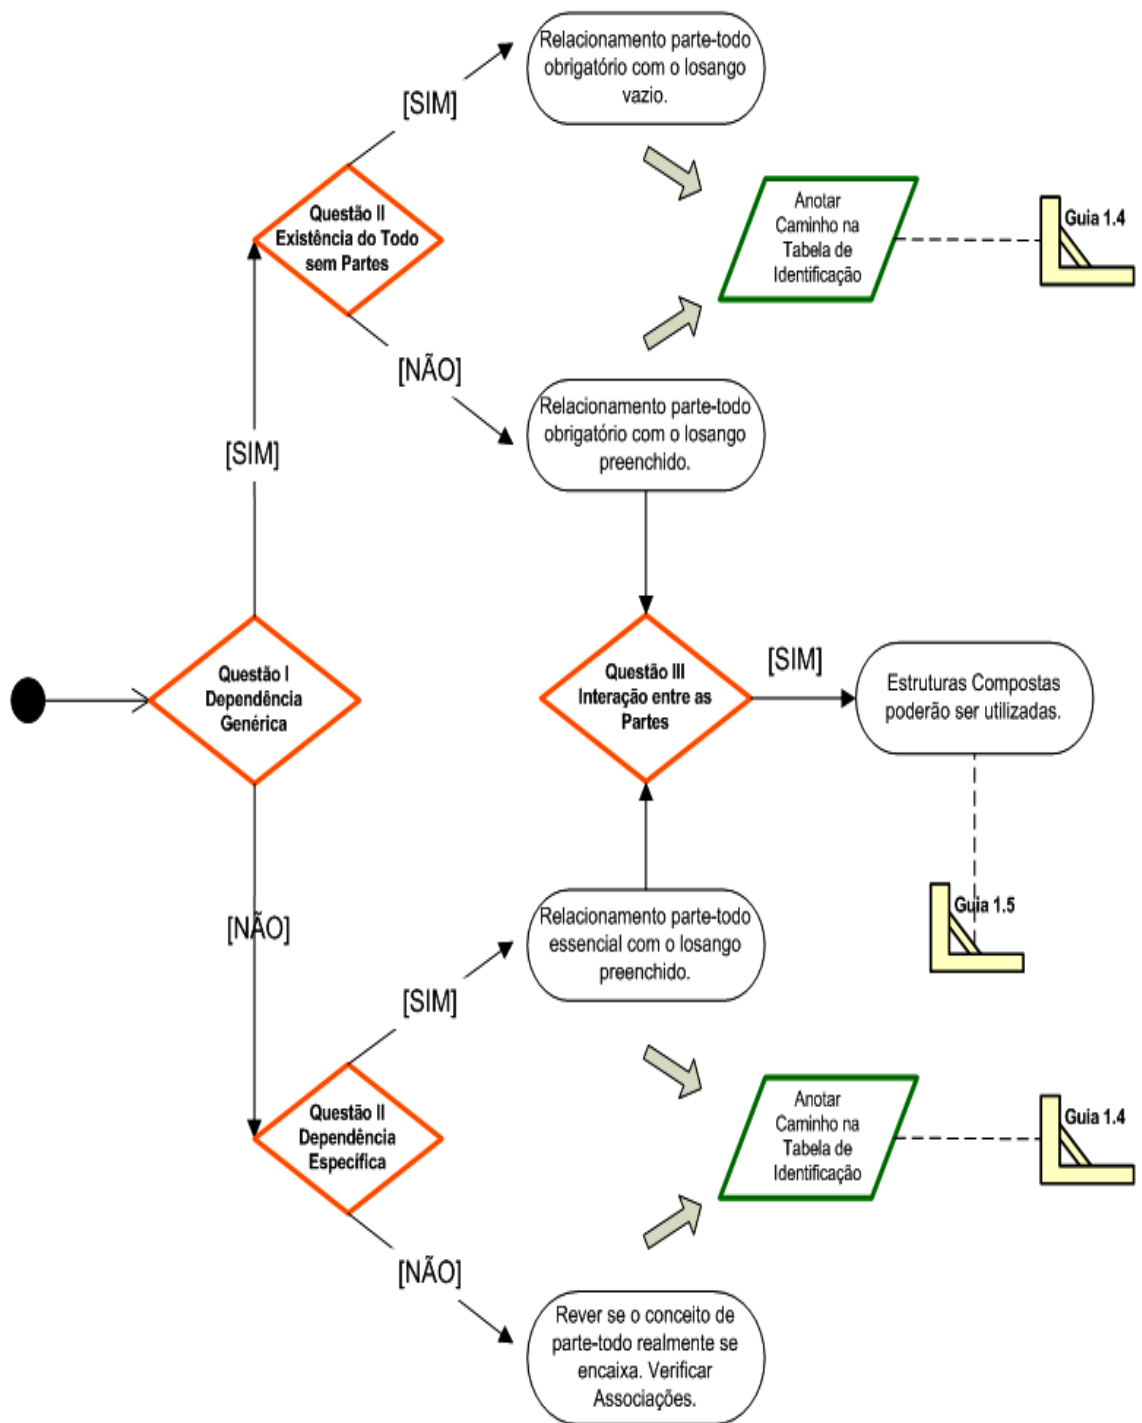 Relacionamento parte-todo
obrigatório com o losango
vazio.
[SIM]
Questão II
Existência do Todo
sem Partes
Anotar
Caminho na
Tabela de
Identificação
Guia 1.4
[NÃO]
Relacionamento parte-todo
obrigatório com o losango
preenchido.
[SIM]
Questão I
Dependência
Genérica
Questão III
Interação entre as
Partes
[SIM]
Estruturas Compostas
poderão ser utilizadas.
Guia 1.5
[NÃO]
Relacionamento parte-todo
essencial com o losango
preenchido.
[SIM]
Questão II
Dependência
Específica
Anotar
Caminho na
Tabela de
Identificação
Guia 1.4
[NÃO]
Rever se o conceito de
parte-todo realmente se
encaixa. Verificar
Associações.